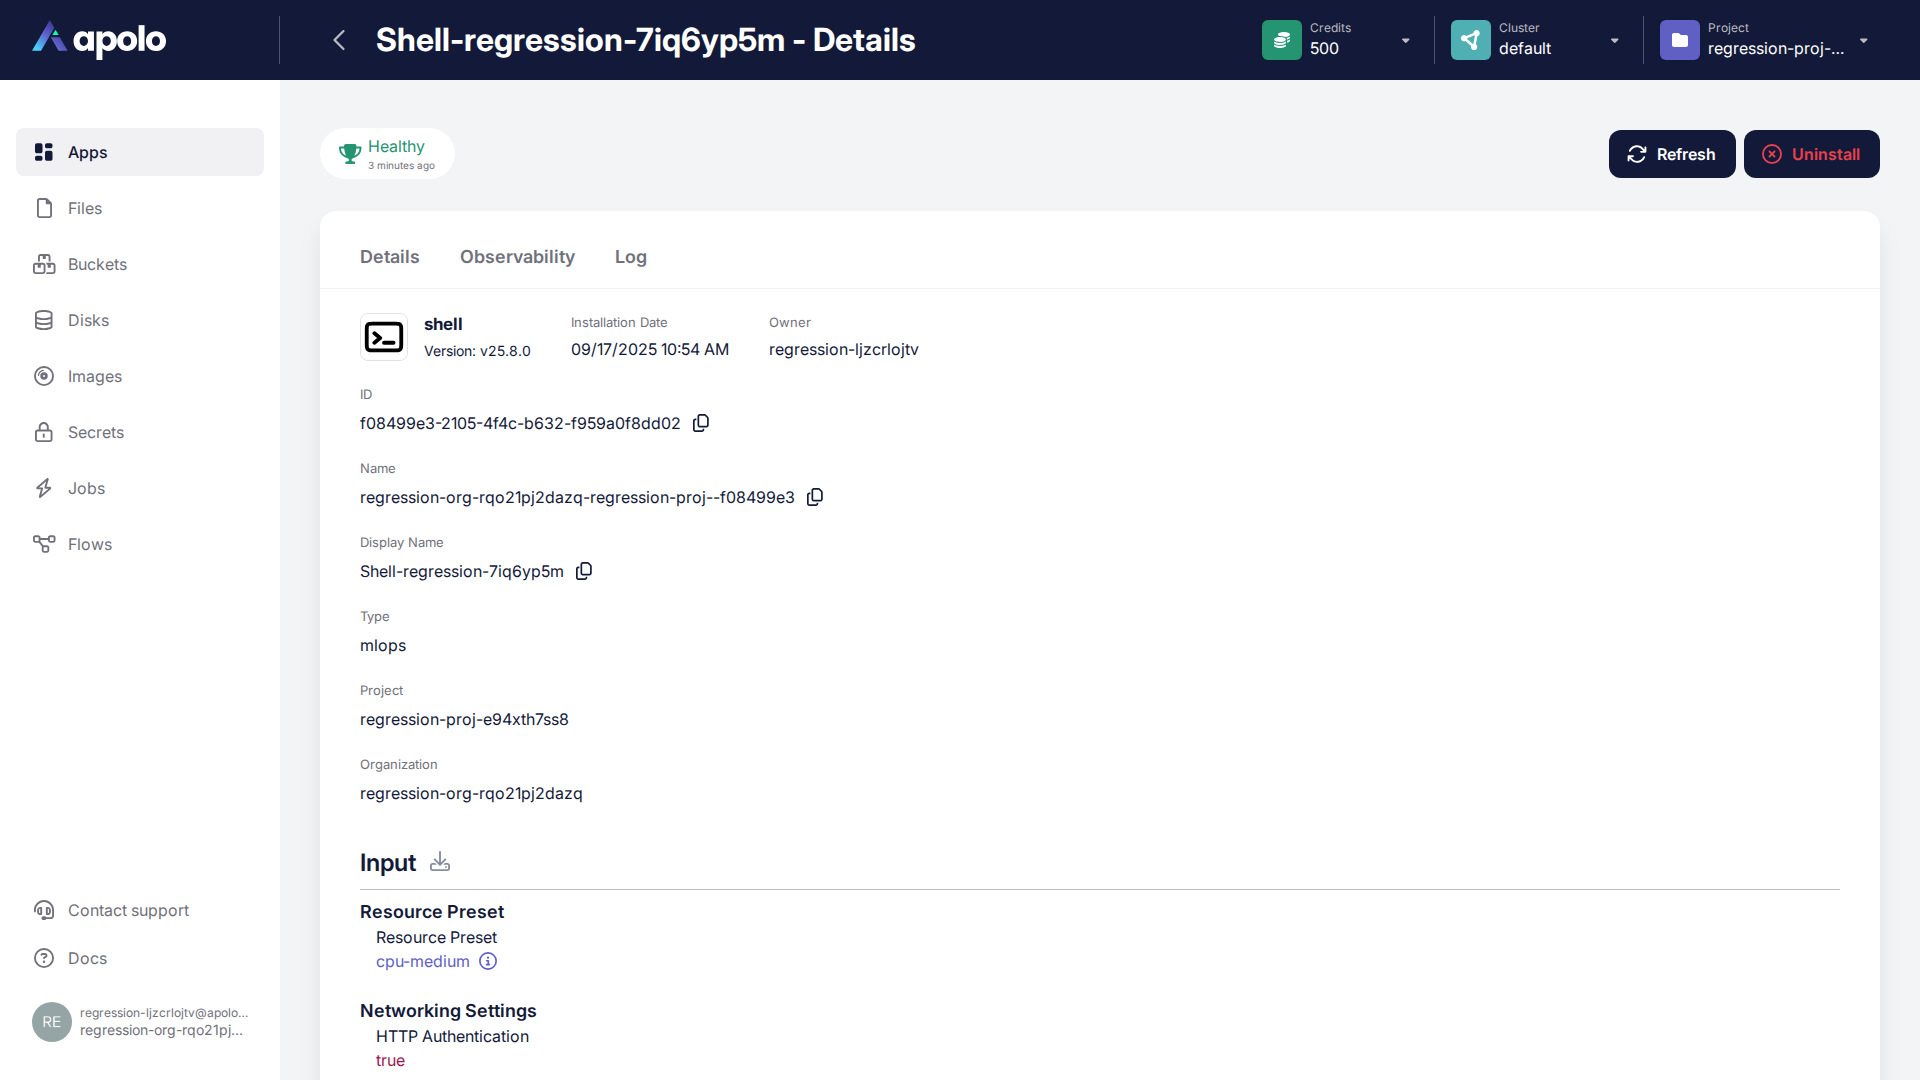 apolo
Shell-regression-7iq6yp5m - Details
Credits
500
Cluster
default
Project
regression-proj-...
Apps
Files
Buckets
Disks
Images
Secrets
Jobs
Flows
Contact support
Docs
RE
regression-ljzcrlojtv@apolo...
regression-org-rqo21pj...
Healthy
3 minutes ago
Refresh
Uninstall
Details
Observability
Log
shell
Version: v25.8.0
Installation Date
09/17/2025 10:54 AM
Owner
regression-ljzcrlojtv
ID
f08499e3-2105-4f4c-b632-f959a0f8dd02
Name
regression-org-rqo21pj2dazq-regression-proj--f08499e3
Display Name
Shell-regression-7iq6yp5m
Type
mlops
Project
regression-proj-e94xth7ss8
Organization
regression-org-rqo21pj2dazq
Input
Resource Preset
Resource Preset
cpu-medium
Networking Settings
HTTP Authentication
true